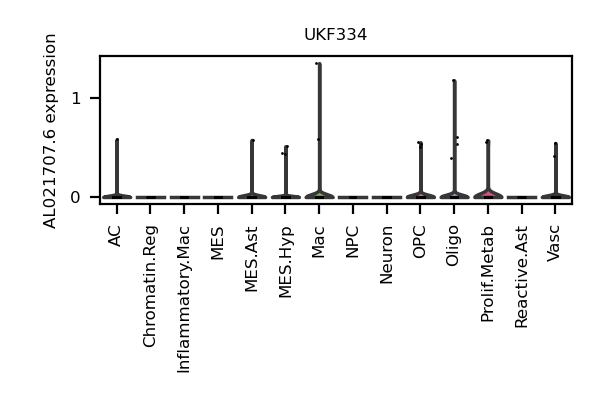 UKF334
AL021707.6 expression
1
0
AC
Chromatin.Reg
Inflammatory.Mac
MES
MES.Ast
MES.Hyp
Mac
NPC
Neuron
OPC
Oligo
Prolif.Metab
Reactive.Ast
Vasc